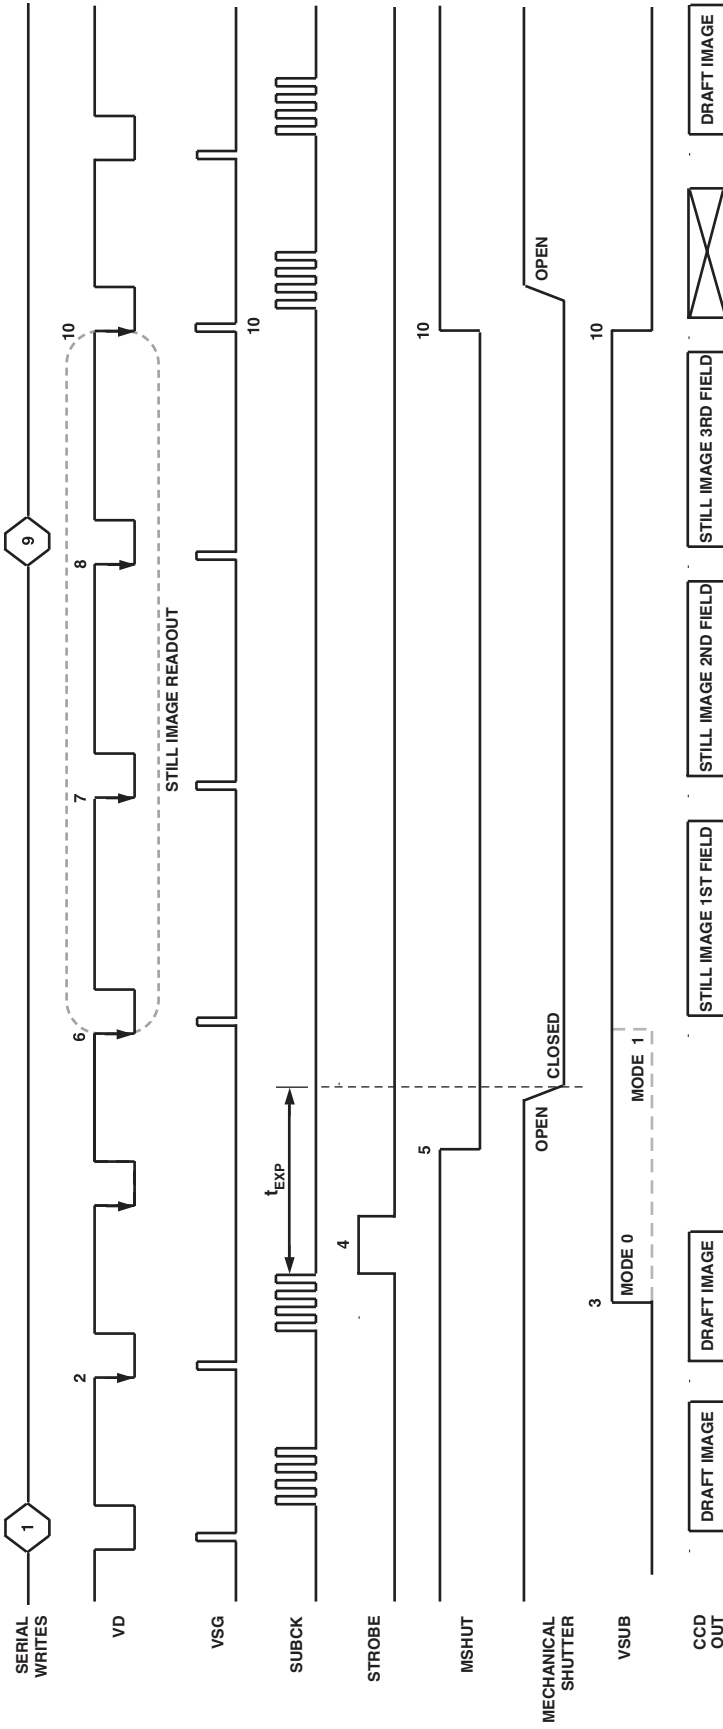 SERIAL
WRITES
1
9
VD
2
6
7
8
10
STILL IMAGE READOUT
VSG
10
SUBCK
tEXP
STROBE
4
MSHUT
5
10
MECHANICAL
SHUTTER
OPEN
CLOSED
OPEN
VSUB
3
MODE 0
MODE 1
10
CCD
OUT
DRAFT IMAGE
DRAFT IMAGE
STILL IMAGE 1ST FIELD
STILL IMAGE 2ND FIELD
STILL IMAGE 3RD FIELD
DRAFT IMAGE